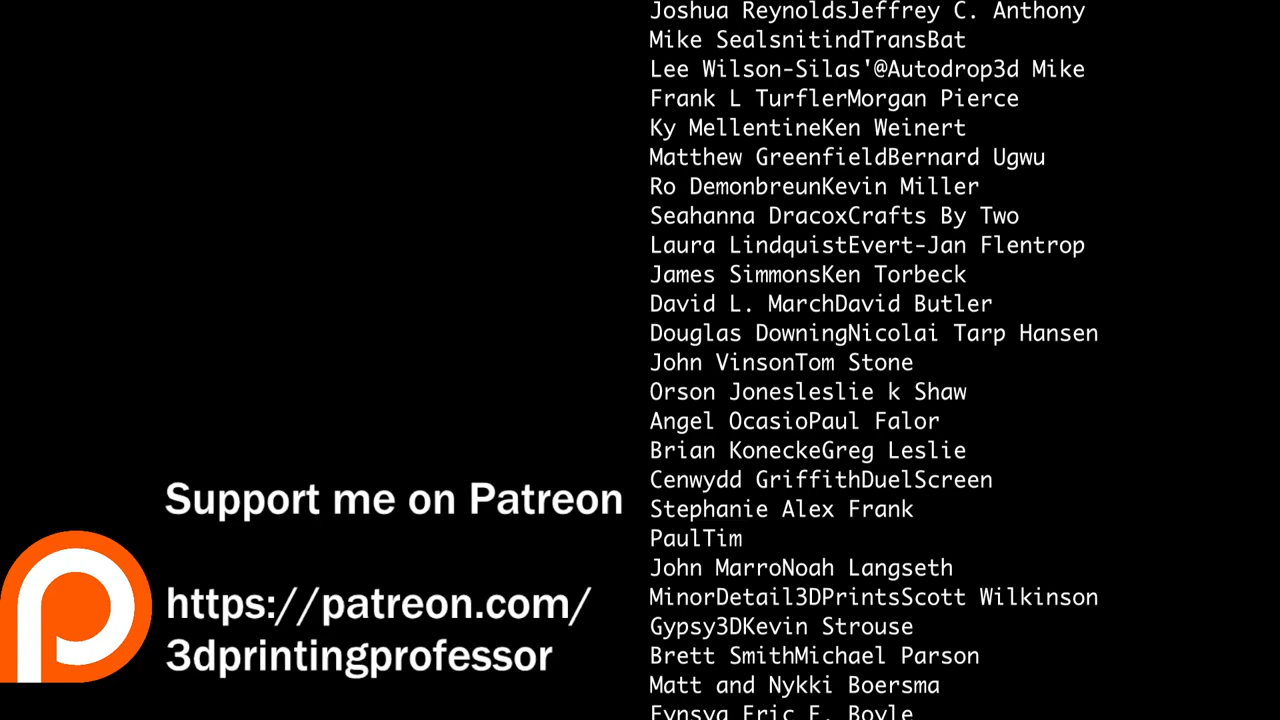 Joshua ReynoldsJeffrey C. Anthony
Mike SealsnitindTransBat
Lee Wilson-Silas'@Autodrop3d Mike
Frank L TurflerMorgan Pierce
Ky MellentineKen Weinert
Matthew GreenfieldBernard Ugwu
Ro DemonbreunKevin Miller
Seahanna DracoxCrafts By Two
Laura LindquistEvert-Jan Flentrop
James SimmonsKen Torbeck
David L. MarchDavid Butler
Douglas DowningNicolai Tarp Hansen
John VinsonTom Stone
Orson Jonesleslie k Shaw
Angel OcasioPaul Falor
Brian KoneckeGreg Leslie
Cenwydd GriffithDuelScreen
Stephanie Alex Frank
PaulTim
John MarroNoah Langseth
MinorDetail3DPrintsScott Wilkinson
Gypsy3DKevin Strouse
Brett SmithMichael Parson
Matt and Nykki Boersma
Eric F. Boyle
Support me on Patreon
https://patreon.com/
3dprintingprofessor